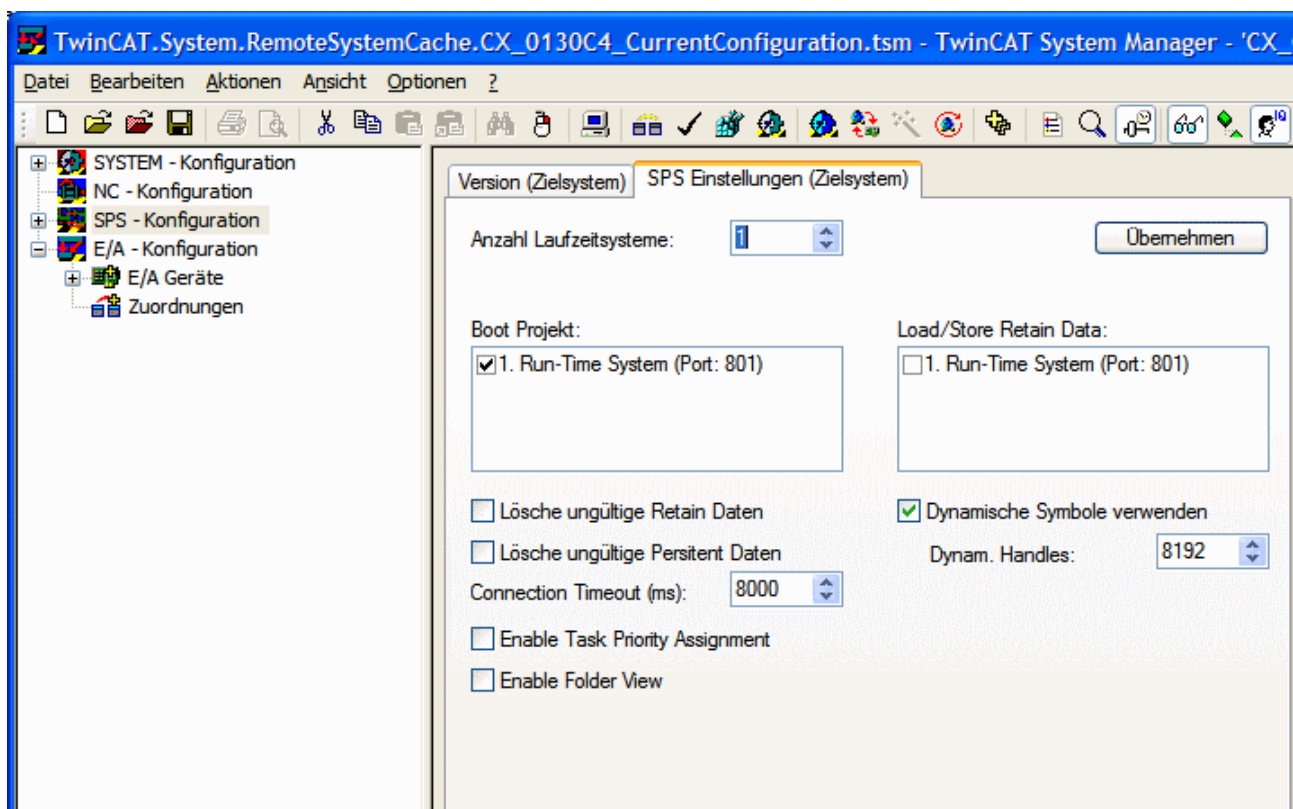 TwinCAT.System.RemoteSystemCache.CX_0130C4_CurrentConfiguration.tsm - TwinCAT System Manager - 'CX_
Datei Bearbeiten Aktionen Ansicht Optionen ?
SYSTEM - Konfiguration
NC - Konfiguration
SPS - Konfiguration
E/A - Konfiguration
E/A Geräte
Zuordnungen
Version (Zielsystem) SPS Einstellungen (Zielsystem)
Anzahl Laufzeitsysteme: 1 Übernehmen
Boot Projekt: Load/Store Retain Data:
1. Run-Time System (Port: 801) 1. Run-Time System (Port: 801)
Lösche ungültige Retain Daten Dynamische Symbole verwenden
Lösche ungültige Persitent Daten Dynam. Handles: 8192
Connection Timeout (ms): 8000
Enable Task Priority Assignment
Enable Folder View